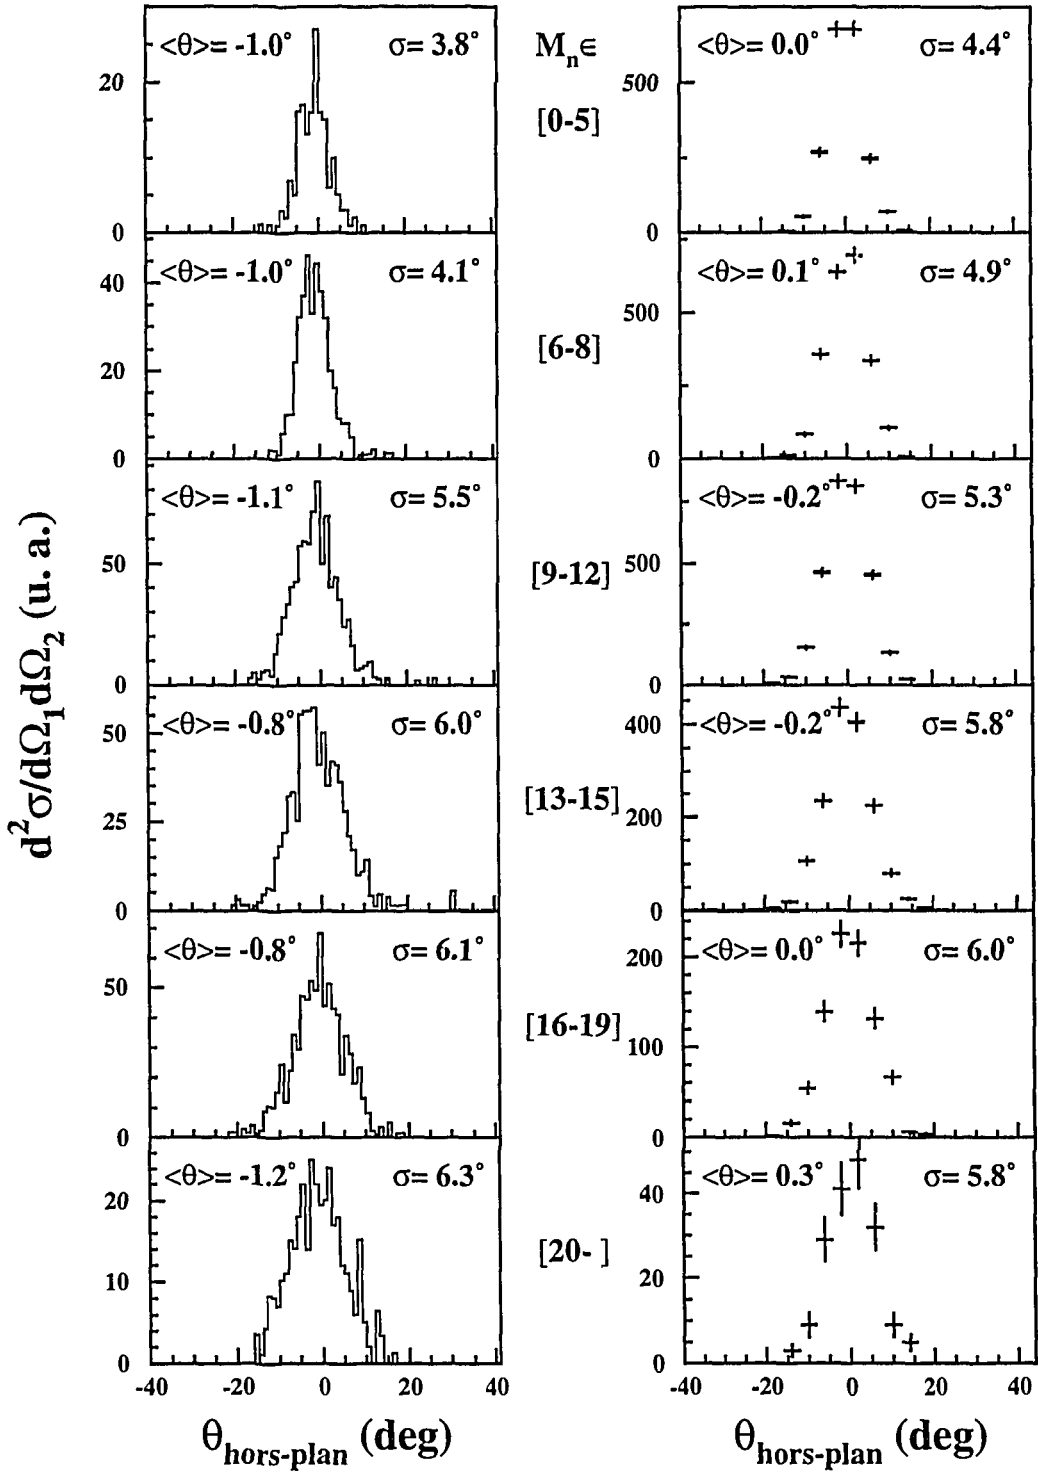 <θ>= -1.0° σ= 3.8° Mn∈ <θ>= 0.0° σ= 4.4°
20 500
[0-5]
0 0
<θ>= -1.0° σ= 4.1° <θ>= 0.1° σ= 4.9°
40
500
[6-8]
20
0 0
<θ>= -1.1° σ= 5.5° <θ>= -0.2° σ= 5.3°
50 [9-12] 500
0 0
<θ>= -0.8° σ= 6.0° <θ>= -0.2° σ= 5.8°
50 400
[13-15]
25 200
0 0
<θ>= -0.8° σ= 6.1° <θ>= 0.0° σ= 6.0°
200
50
[16-19]
100
0 0
<θ>= -1.2° σ= 6.3° <θ>= 0.3° σ= 5.8°
20 40
[20- ]
10 20
0 0
-40 -20 0 20 40 -40 -20 0 20 40
θhors-plan (deg) θhors-plan (deg)
d²σ/dΩ₁dΩ₂ (u. a.)